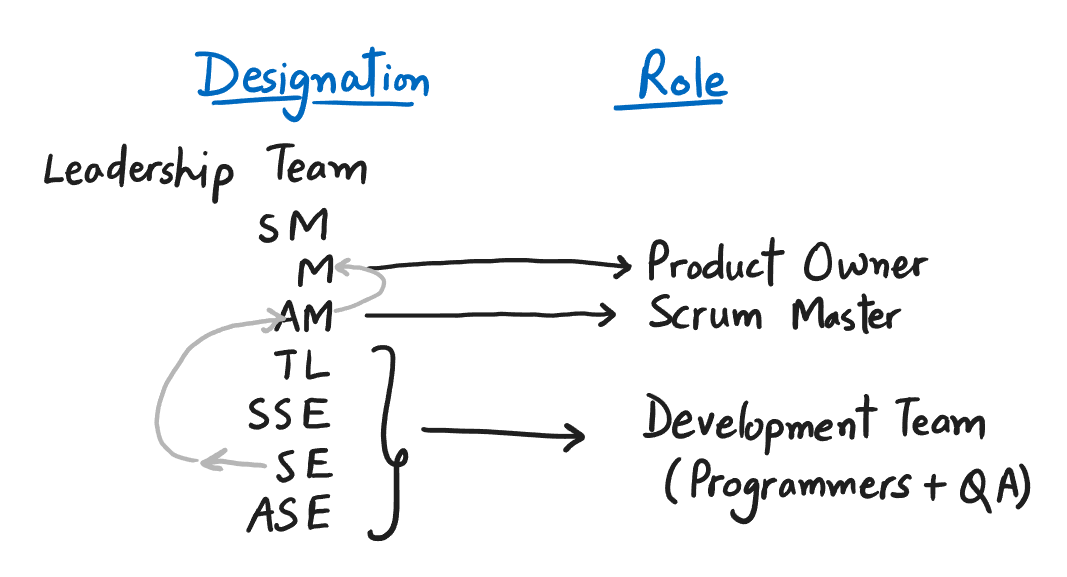 Designation Role
Leadership Team
SM
M Product Owner
AM Scrum Master
TL
SSE Development Team
SE (Programmers + QA)
ASE